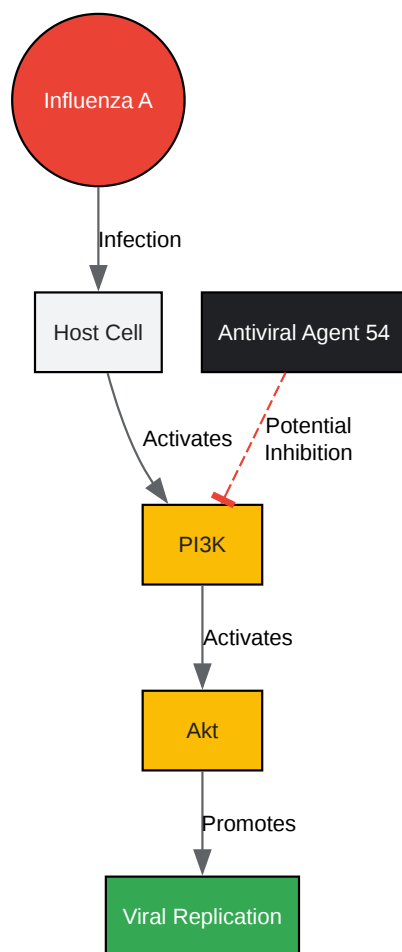 Influenza A
Infection
Host Cell
Antiviral Agent 54
Activates
Potential
Inhibition
PI3K
Activates
Akt
Promotes
Viral Replication